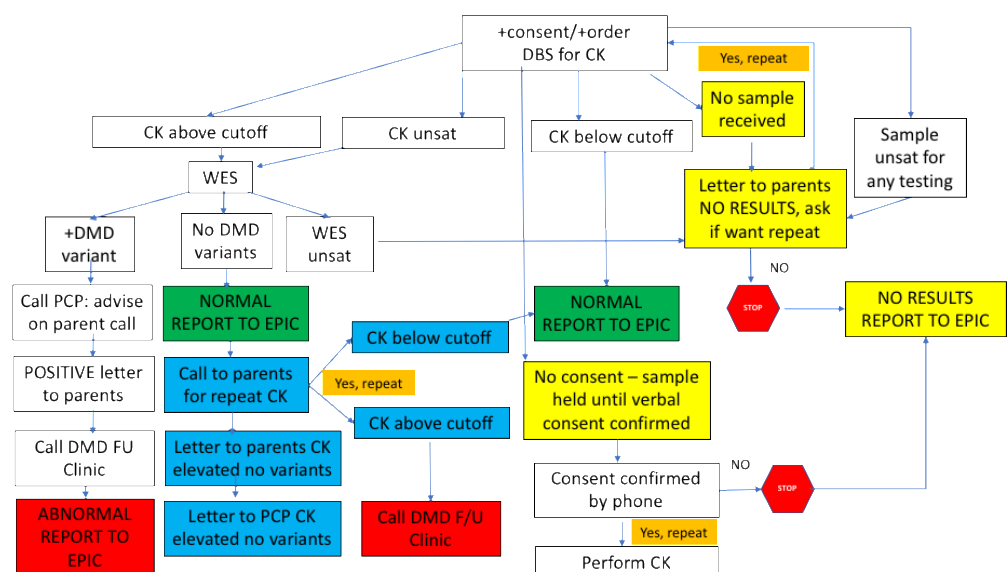 +consent/+order
DBS for CK
Yes, repeat
No sample
received
CK above cutoff
CK unsat
CK below cutoff
Sample
unsat for
any testing
WES
Letter to parents
NO RESULTS, ask
if want repeat
+DMD
variant
No DMD
variants
WES
unsat
NO
Call PCP: advise
on parent call
NORMAL
REPORT TO EPIC
NORMAL
REPORT TO EPIC
STOP
NO RESULTS
REPORT TO EPIC
CK below cutoff
POSITIVE letter
to parents
Call to parents
for repeat CK
Yes, repeat
No consent – sample
held until verbal
consent confirmed
CK above cutoff
Call DMD FU
Clinic
Letter to parents CK
elevated no variants
Consent confirmed
by phone
NO
STOP
ABNORMAL
REPORT TO
EPIC
Letter to PCP CK
elevated no variants
Call DMD F/U
Clinic
Yes, repeat
Perform CK